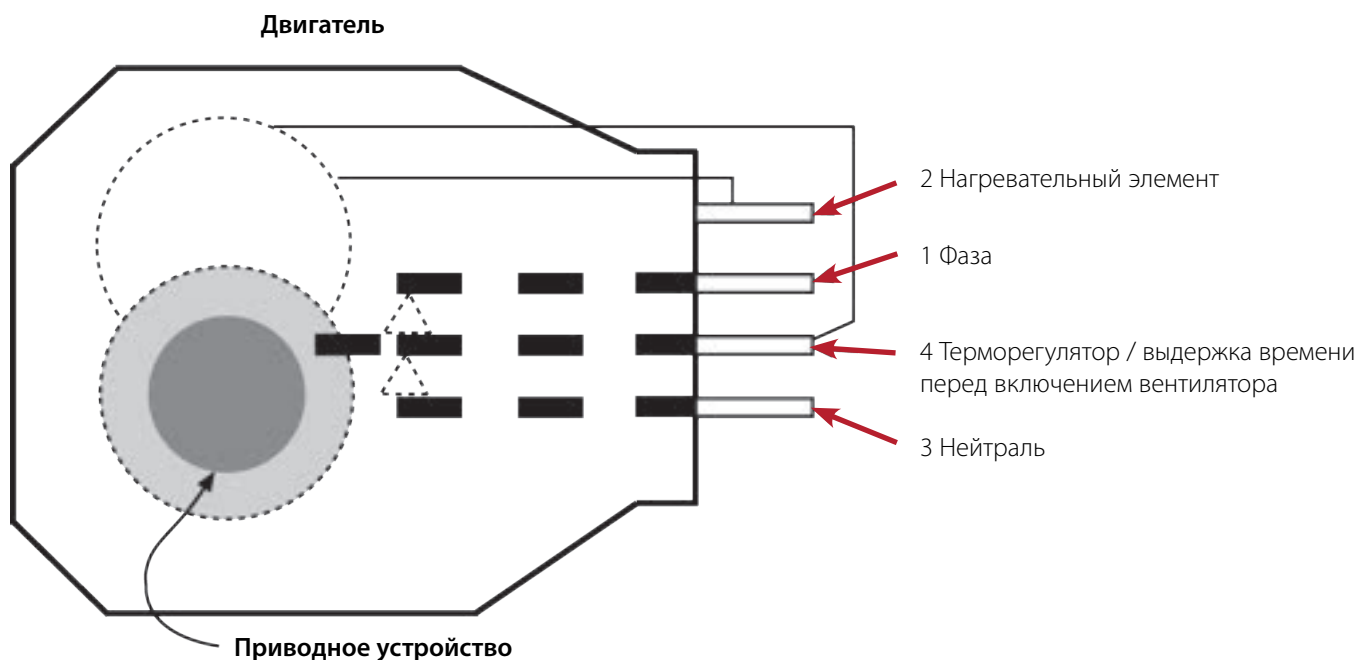 Двигатель
2 Нагревательный элемент
1 Фаза
4 Терморегулятор / выдержка времени
перед включением вентилятора
3 Нейтраль
Приводное устройство